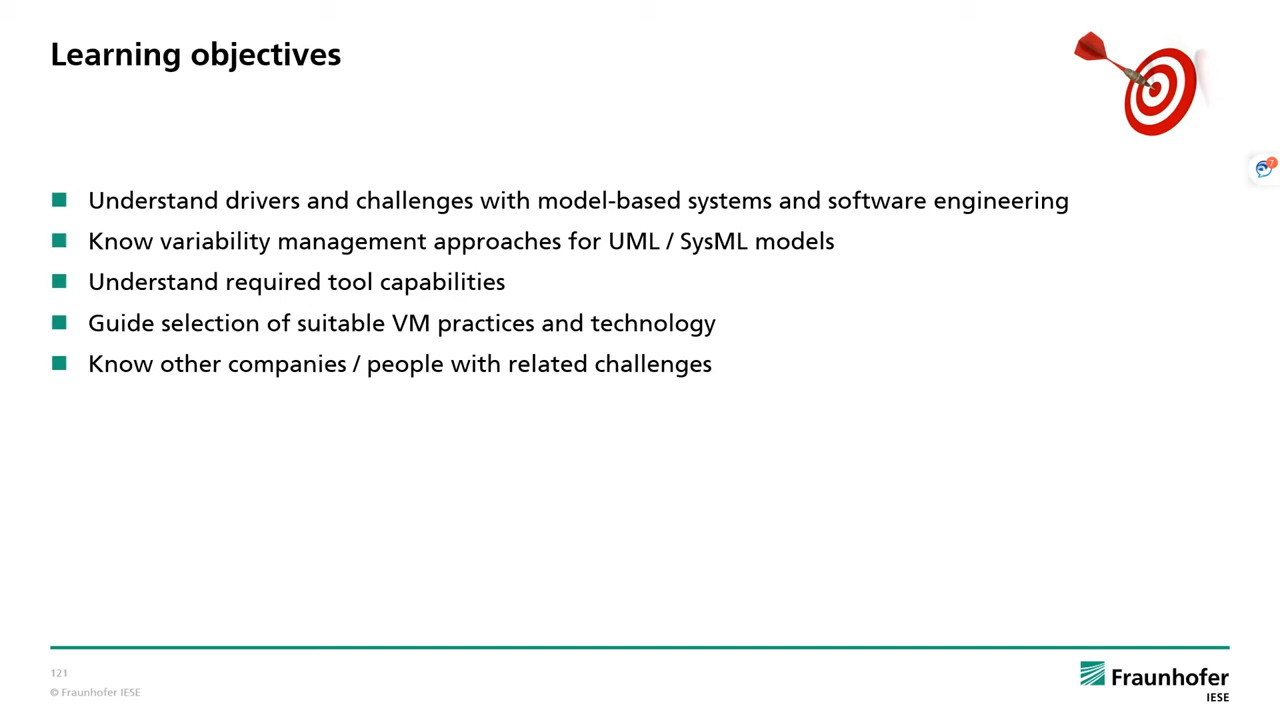 Learning objectives
7
Understand drivers and challenges with model-based systems and software engineering
Know variability management approaches for UML / SysML models
Understand required tool capabilities
Guide selection of suitable VM practices and technology
Know other companies / people with related challenges
121
© Fraunhofer IESE
Fraunhofer
IESE